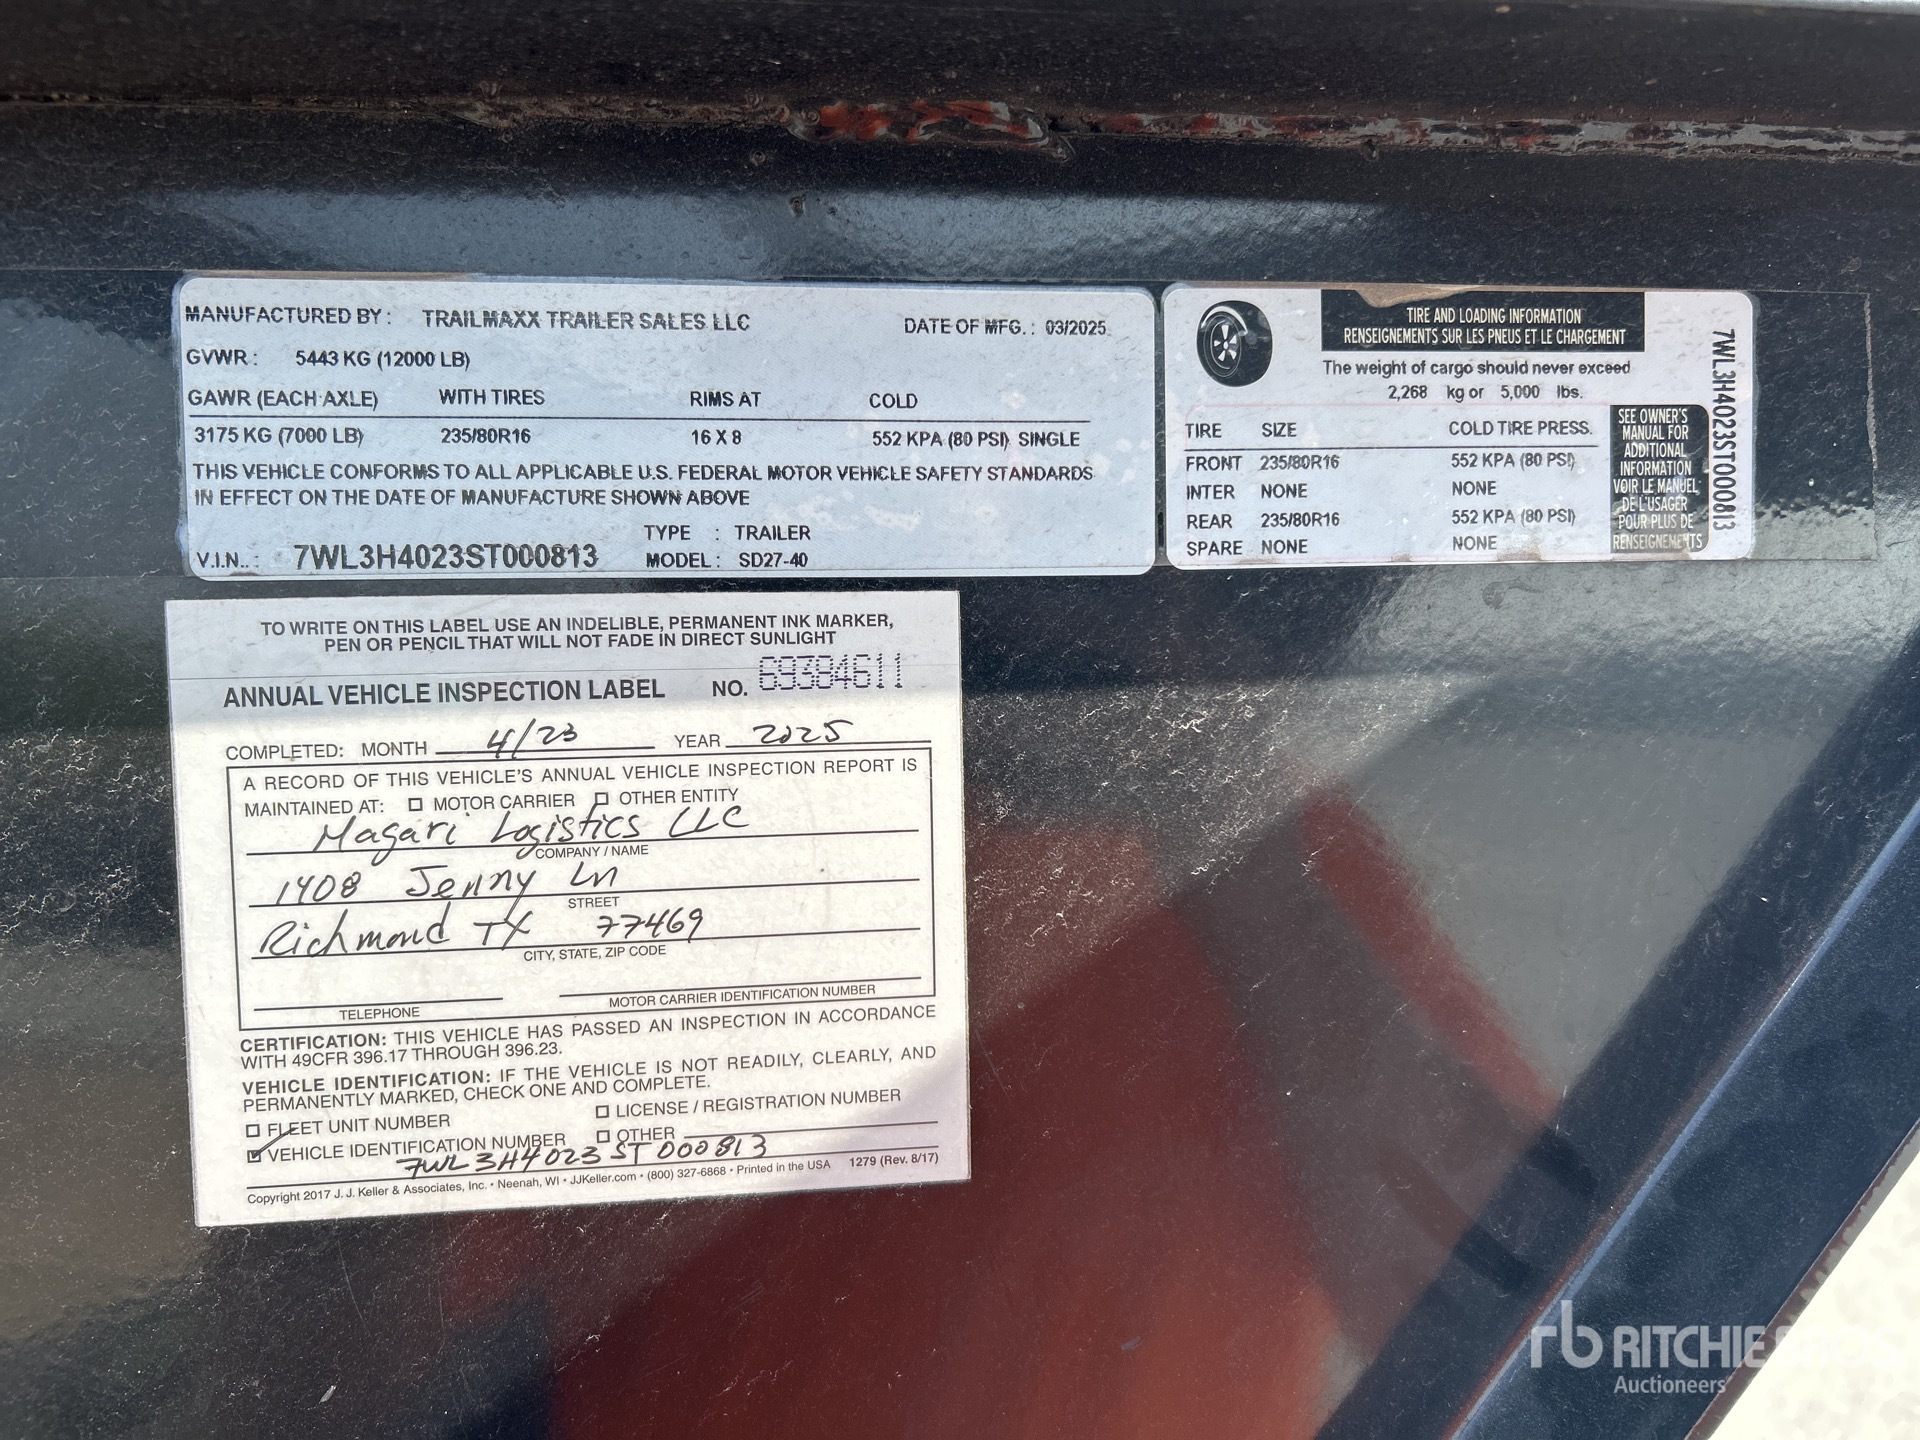 MANUFACTURED BY : TRAILMAXX TRAILER SALES LLC DATE OF MFG. : 03/2025
GVWR : 5443 KG (12000 LB)
GAWR (EACH AXLE) WITH TIRES RIMS AT COLD
3175 KG (7000 LB) 235/80R16 16 X 8 552 KPA (80 PSI) SINGLE
THIS VEHICLE CONFORMS TO ALL APPLICABLE U.S. FEDERAL MOTOR VEHICLE SAFETY STANDARDS
IN EFFECT ON THE DATE OF MANUFACTURE SHOWN ABOVE
TYPE : TRAILER
V.I.N.. : 7WL3H4023ST000813 MODEL : SD27-40
TIRE AND LOADING INFORMATION
RENSEIGNEMENTS SUR LES PNEUS ET LE CHARGEMENT
The weight of cargo should never exceed
2,268 kg or 5,000 lbs.
TIRE SIZE COLD TIRE PRESS.
FRONT 235/80R16 552 KPA (80 PSI)
INTER NONE NONE
REAR 235/80R16 552 KPA (80 PSI)
SPARE NONE NONE
SEE OWNER'S
MANUAL FOR
ADDITIONAL
INFORMATION
VOIR LE MANUEL
DE L'USAGER
POUR PLUS DE
RENSEIGNEMENTS
7WL3H4023ST000813
TO WRITE ON THIS LABEL USE AN INDELIBLE, PERMANENT INK MARKER,
PEN OR PENCIL THAT WILL NOT FADE IN DIRECT SUNLIGHT
ANNUAL VEHICLE INSPECTION LABEL NO. 69384611
COMPLETED: MONTH 4/23 YEAR 2025
A RECORD OF THIS VEHICLE'S ANNUAL VEHICLE INSPECTION REPORT IS
MAINTAINED AT: MOTOR CARRIER OTHER ENTITY
Magari Logistics LLC
COMPANY / NAME
1408 Jenny Ln
STREET
Richmond TX 77469
CITY, STATE, ZIP CODE
TELEPHONE MOTOR CARRIER IDENTIFICATION NUMBER
CERTIFICATION: THIS VEHICLE HAS PASSED AN INSPECTION IN ACCORDANCE
WITH 49CFR 396.17 THROUGH 396.23.
VEHICLE IDENTIFICATION: IF THE VEHICLE IS NOT READILY, CLEARLY, AND
PERMANENTLY MARKED, CHECK ONE AND COMPLETE.
FLEET UNIT NUMBER LICENSE / REGISTRATION NUMBER
VEHICLE IDENTIFICATION NUMBER OTHER
7WL3H4023ST000813
Copyright 2017 J. J. Keller & Associates, Inc. • Neenah, WI • JJKeller.com • (800) 327-6868 • Printed in the USA 1279 (Rev. 8/17)
rb RITCHIE
Auctioneers